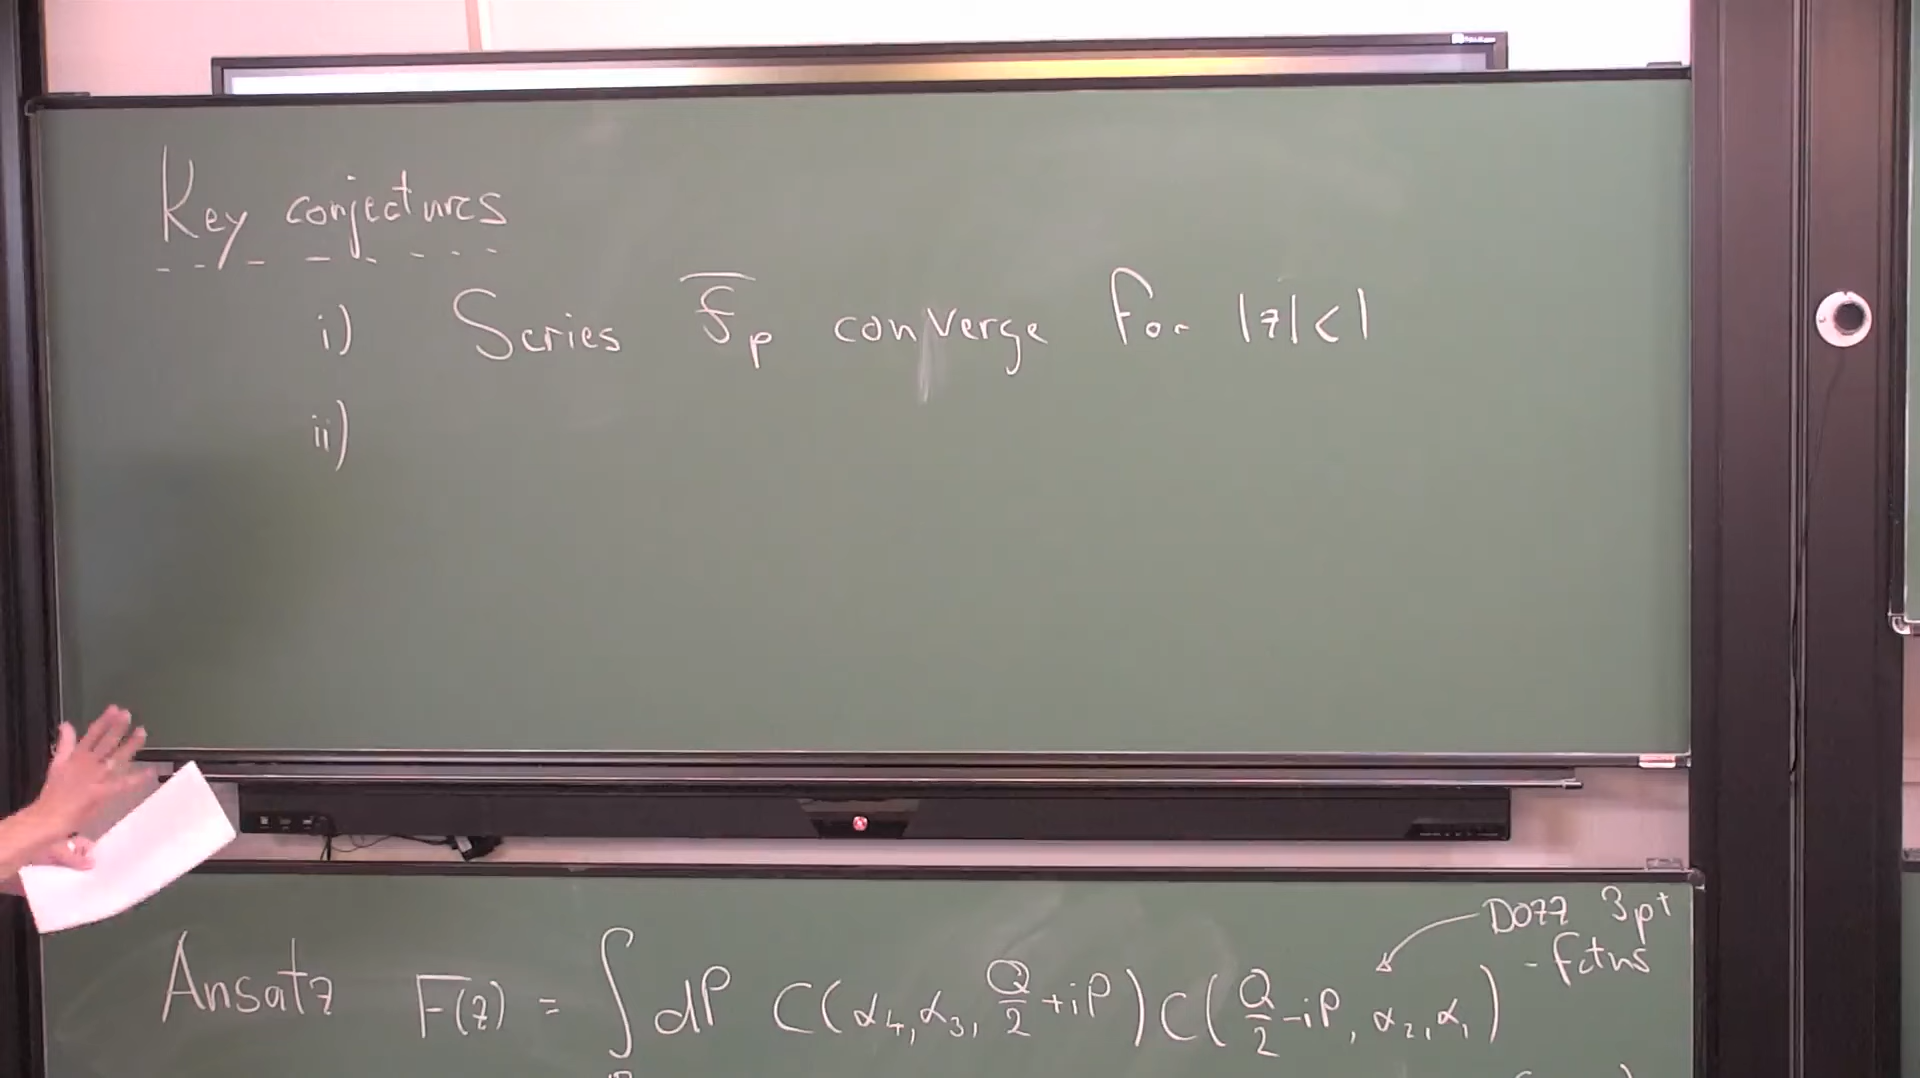 Key conjectures
i) Series 𝓕_p converge for |z|<1
ii)
DOZZ 3pt
- fctns
Ansatz F(z) = ∫ dP C(α₄, α₃, Q/2 + iP) C(Q/2 - iP, α₂, α₁)